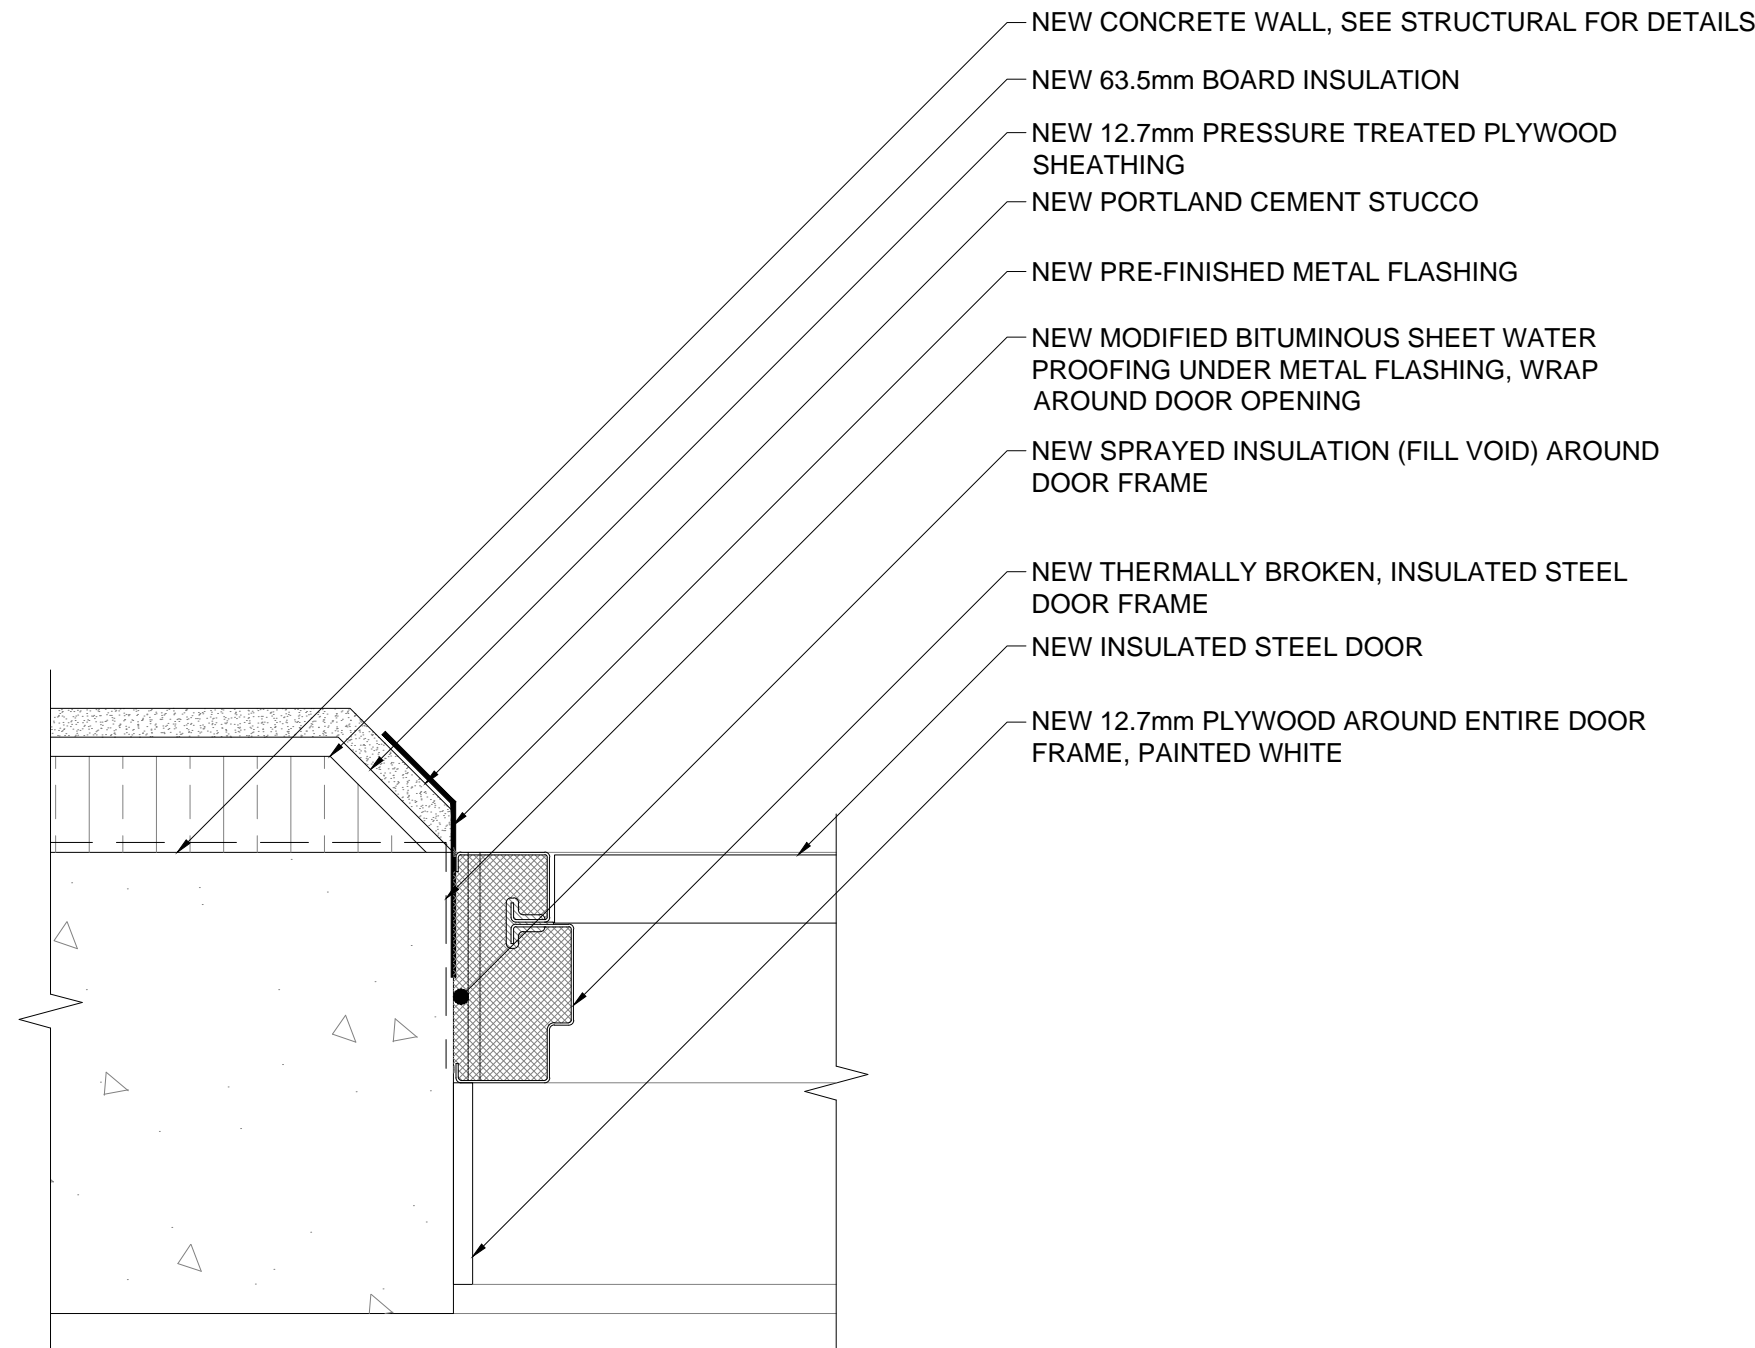 NEW CONCRETE WALL, SEE STRUCTURAL FOR DETAILS
NEW 63.5mm BOARD INSULATION
NEW 12.7mm PRESSURE TREATED PLYWOOD
SHEATHING
NEW PORTLAND CEMENT STUCCO
NEW PRE-FINISHED METAL FLASHING
NEW MODIFIED BITUMINOUS SHEET WATER
PROOFING UNDER METAL FLASHING, WRAP
AROUND DOOR OPENING
NEW SPRAYED INSULATION (FILL VOID) AROUND
DOOR FRAME
NEW THERMALLY BROKEN, INSULATED STEEL
DOOR FRAME
NEW INSULATED STEEL DOOR
NEW 12.7mm PLYWOOD AROUND ENTIRE DOOR
FRAME, PAINTED WHITE